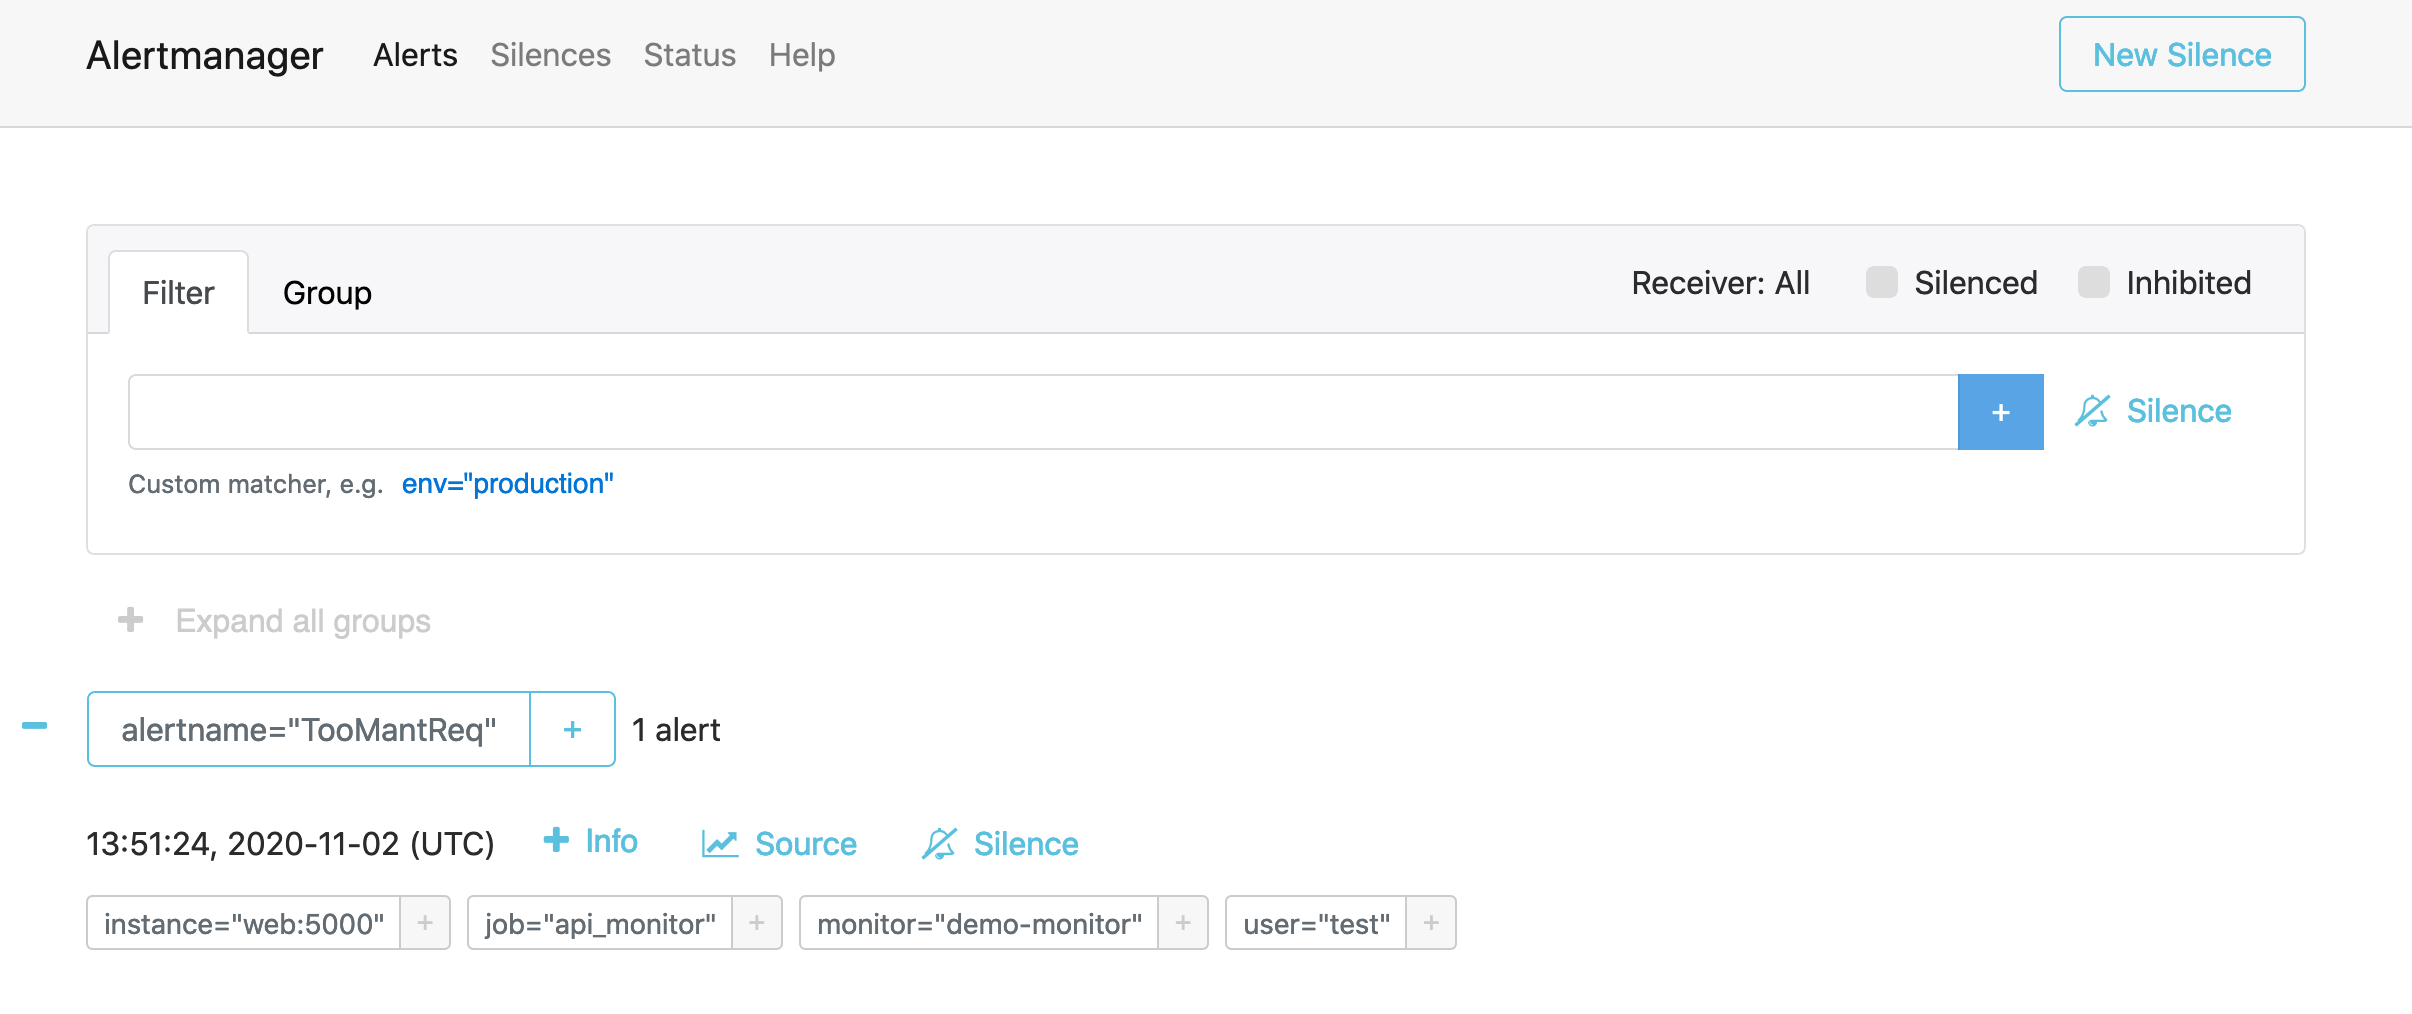 Alertmanager Alerts Silences Status Help New Silence
Filter Group Receiver: All Silenced Inhibited
+ Silence
Custom matcher, e.g. env="production"
+ Expand all groups
alertname="TooMantReq" + 1 alert
13:51:24, 2020-11-02 (UTC) + Info Source Silence
instance="web:5000" + job="api_monitor" + monitor="demo-monitor" + user="test" +